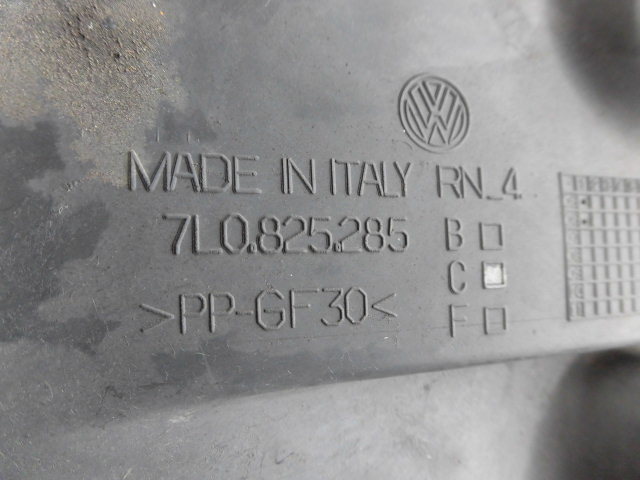 MADE IN ITALY RN_4
7L0.825.285 B
C
>PP-GF30< F